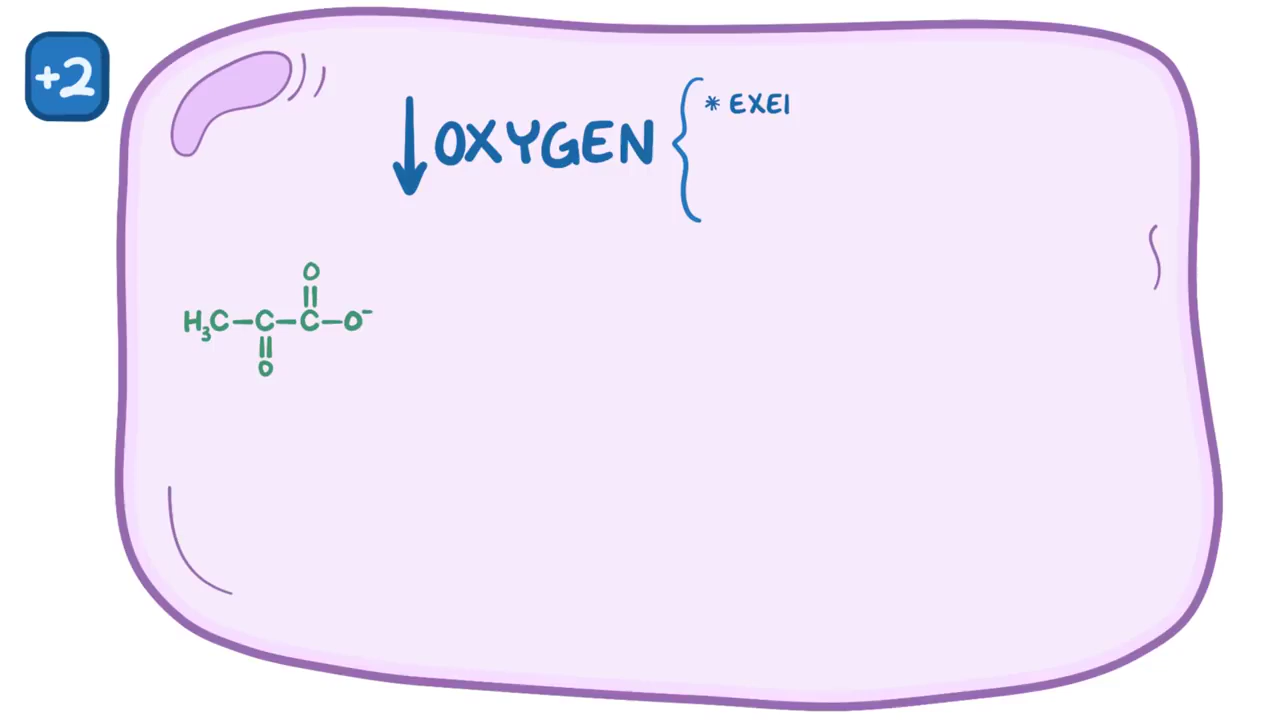 +2
↓ OXYGEN
* EXEI
O
H₃C—C—C—O⁻
O